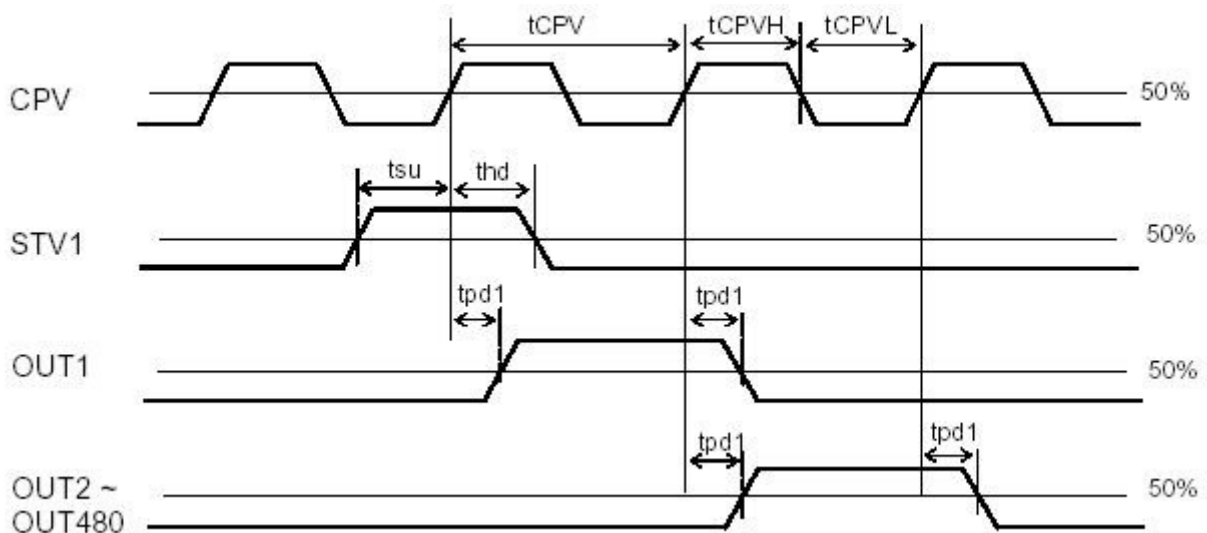 tCPV tCPVH tCPVL
CPV 50%
tsu thd
STV1 50%
tpd1 tpd1
OUT1 50%
tpd1 tpd1
OUT2 ~ 50%
OUT480